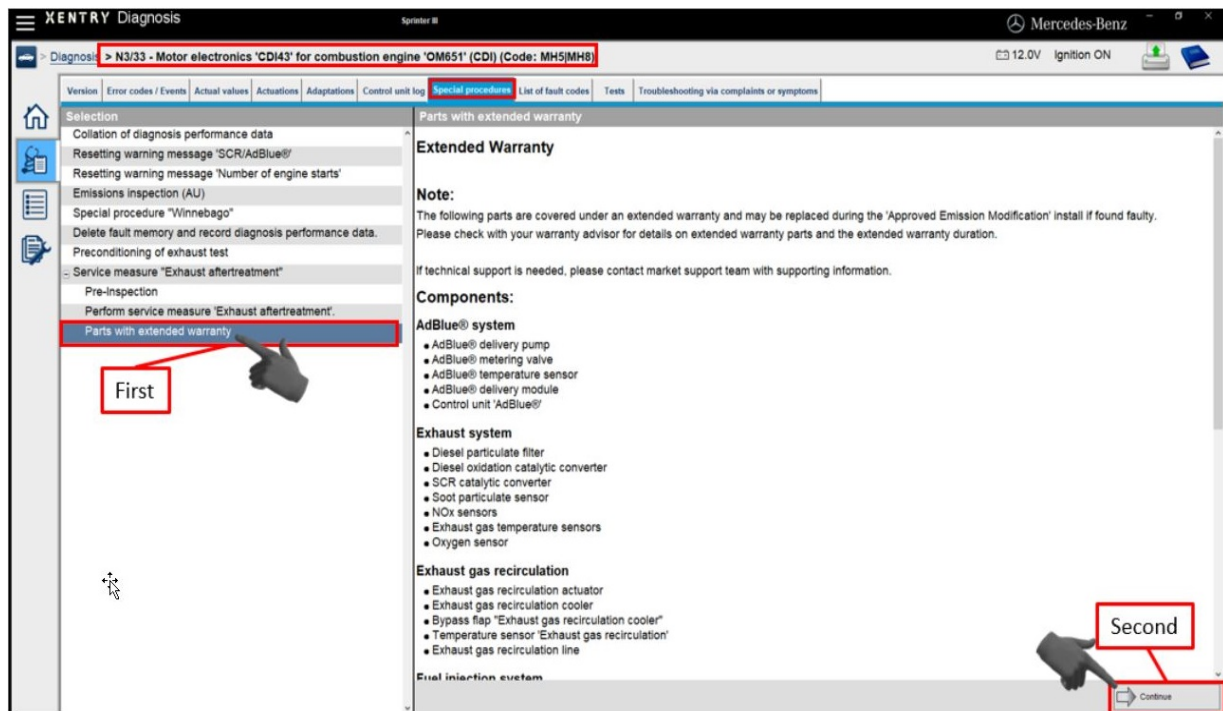 XENTRY Diagnosis
Sprinter III
Mercedes-Benz
> Diagnosis > N3/33 - Motor electronics 'CDI43' for combustion engine 'OM651' (CDI) (Code: MH5|MH8)
12.0V Ignition ON
Version Error codes / Events Actual values Actuations Adaptations Control unit log Special procedures List of fault codes Tests Troubleshooting via complaints or symptoms
Selection
Collation of diagnosis performance data
Resetting warning message 'SCR/AdBlue®'
Resetting warning message 'Number of engine starts'
Emissions inspection (AU)
Special procedure "Winnebago"
Delete fault memory and record diagnosis performance data.
Preconditioning of exhaust test
Service measure "Exhaust aftertreatment"
Pre-Inspection
Perform service measure 'Exhaust aftertreatment'.
Parts with extended warranty
First
Parts with extended warranty
Extended Warranty
Note:
The following parts are covered under an extended warranty and may be replaced during the 'Approved Emission Modification' install if found faulty.
Please check with your warranty advisor for details on extended warranty parts and the extended warranty duration.
If technical support is needed, please contact market support team with supporting information.
Components:
AdBlue® system
• AdBlue® delivery pump
• AdBlue® metering valve
• AdBlue® temperature sensor
• AdBlue® delivery module
• Control unit 'AdBlue®'
Exhaust system
• Diesel particulate filter
• Diesel oxidation catalytic converter
• SCR catalytic converter
• Soot particulate sensor
• NOx sensors
• Exhaust gas temperature sensors
• Oxygen sensor
Exhaust gas recirculation
• Exhaust gas recirculation actuator
• Exhaust gas recirculation cooler
• Bypass flap "Exhaust gas recirculation cooler"
• Temperature sensor 'Exhaust gas recirculation'
• Exhaust gas recirculation line
Fuel injection system
Second
Continue